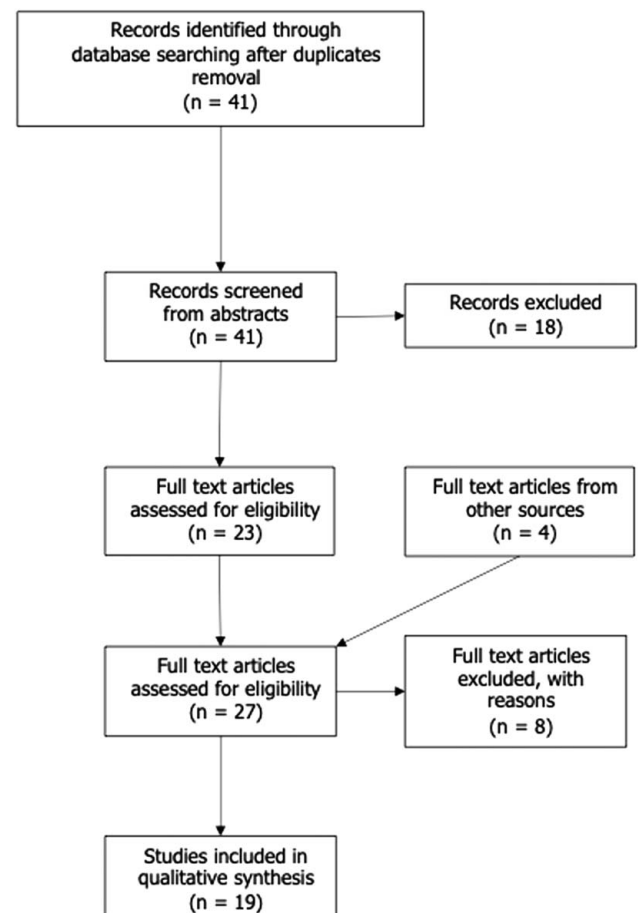 Records identified through
database searching after duplicates
removal
(n = 41)
Records screened
from abstracts
(n = 41)
Records excluded
(n = 18)
Full text articles
assessed for eligibility
(n = 23)
Full text articles from
other sources
(n = 4)
Full text articles
assessed for eligibility
(n = 27)
Full text articles
excluded, with
reasons
(n = 8)
Studies included in
qualitative synthesis
(n = 19)